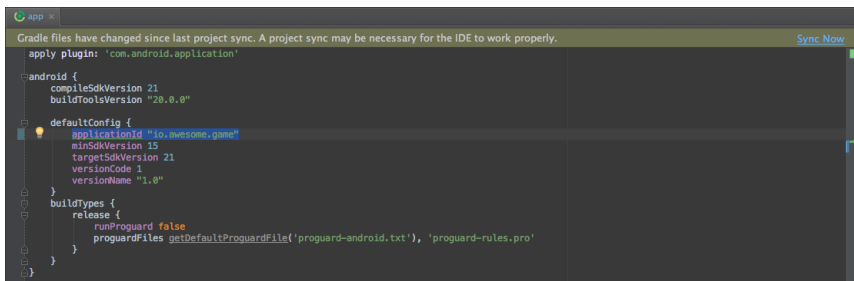 app
Gradle files have changed since last project sync. A project sync may be necessary for the IDE to work properly. Sync Now
apply plugin: 'com.android.application'
android {
compileSdkVersion 21
buildToolsVersion "20.0.0"
defaultConfig {
applicationId "io.awesome.game"
minSdkVersion 15
targetSdkVersion 21
versionCode 1
versionName "1.0"
}
buildTypes {
release {
runProguard false
proguardFiles getDefaultProguardFile('proguard-android.txt'), 'proguard-rules.pro'
}
}
}